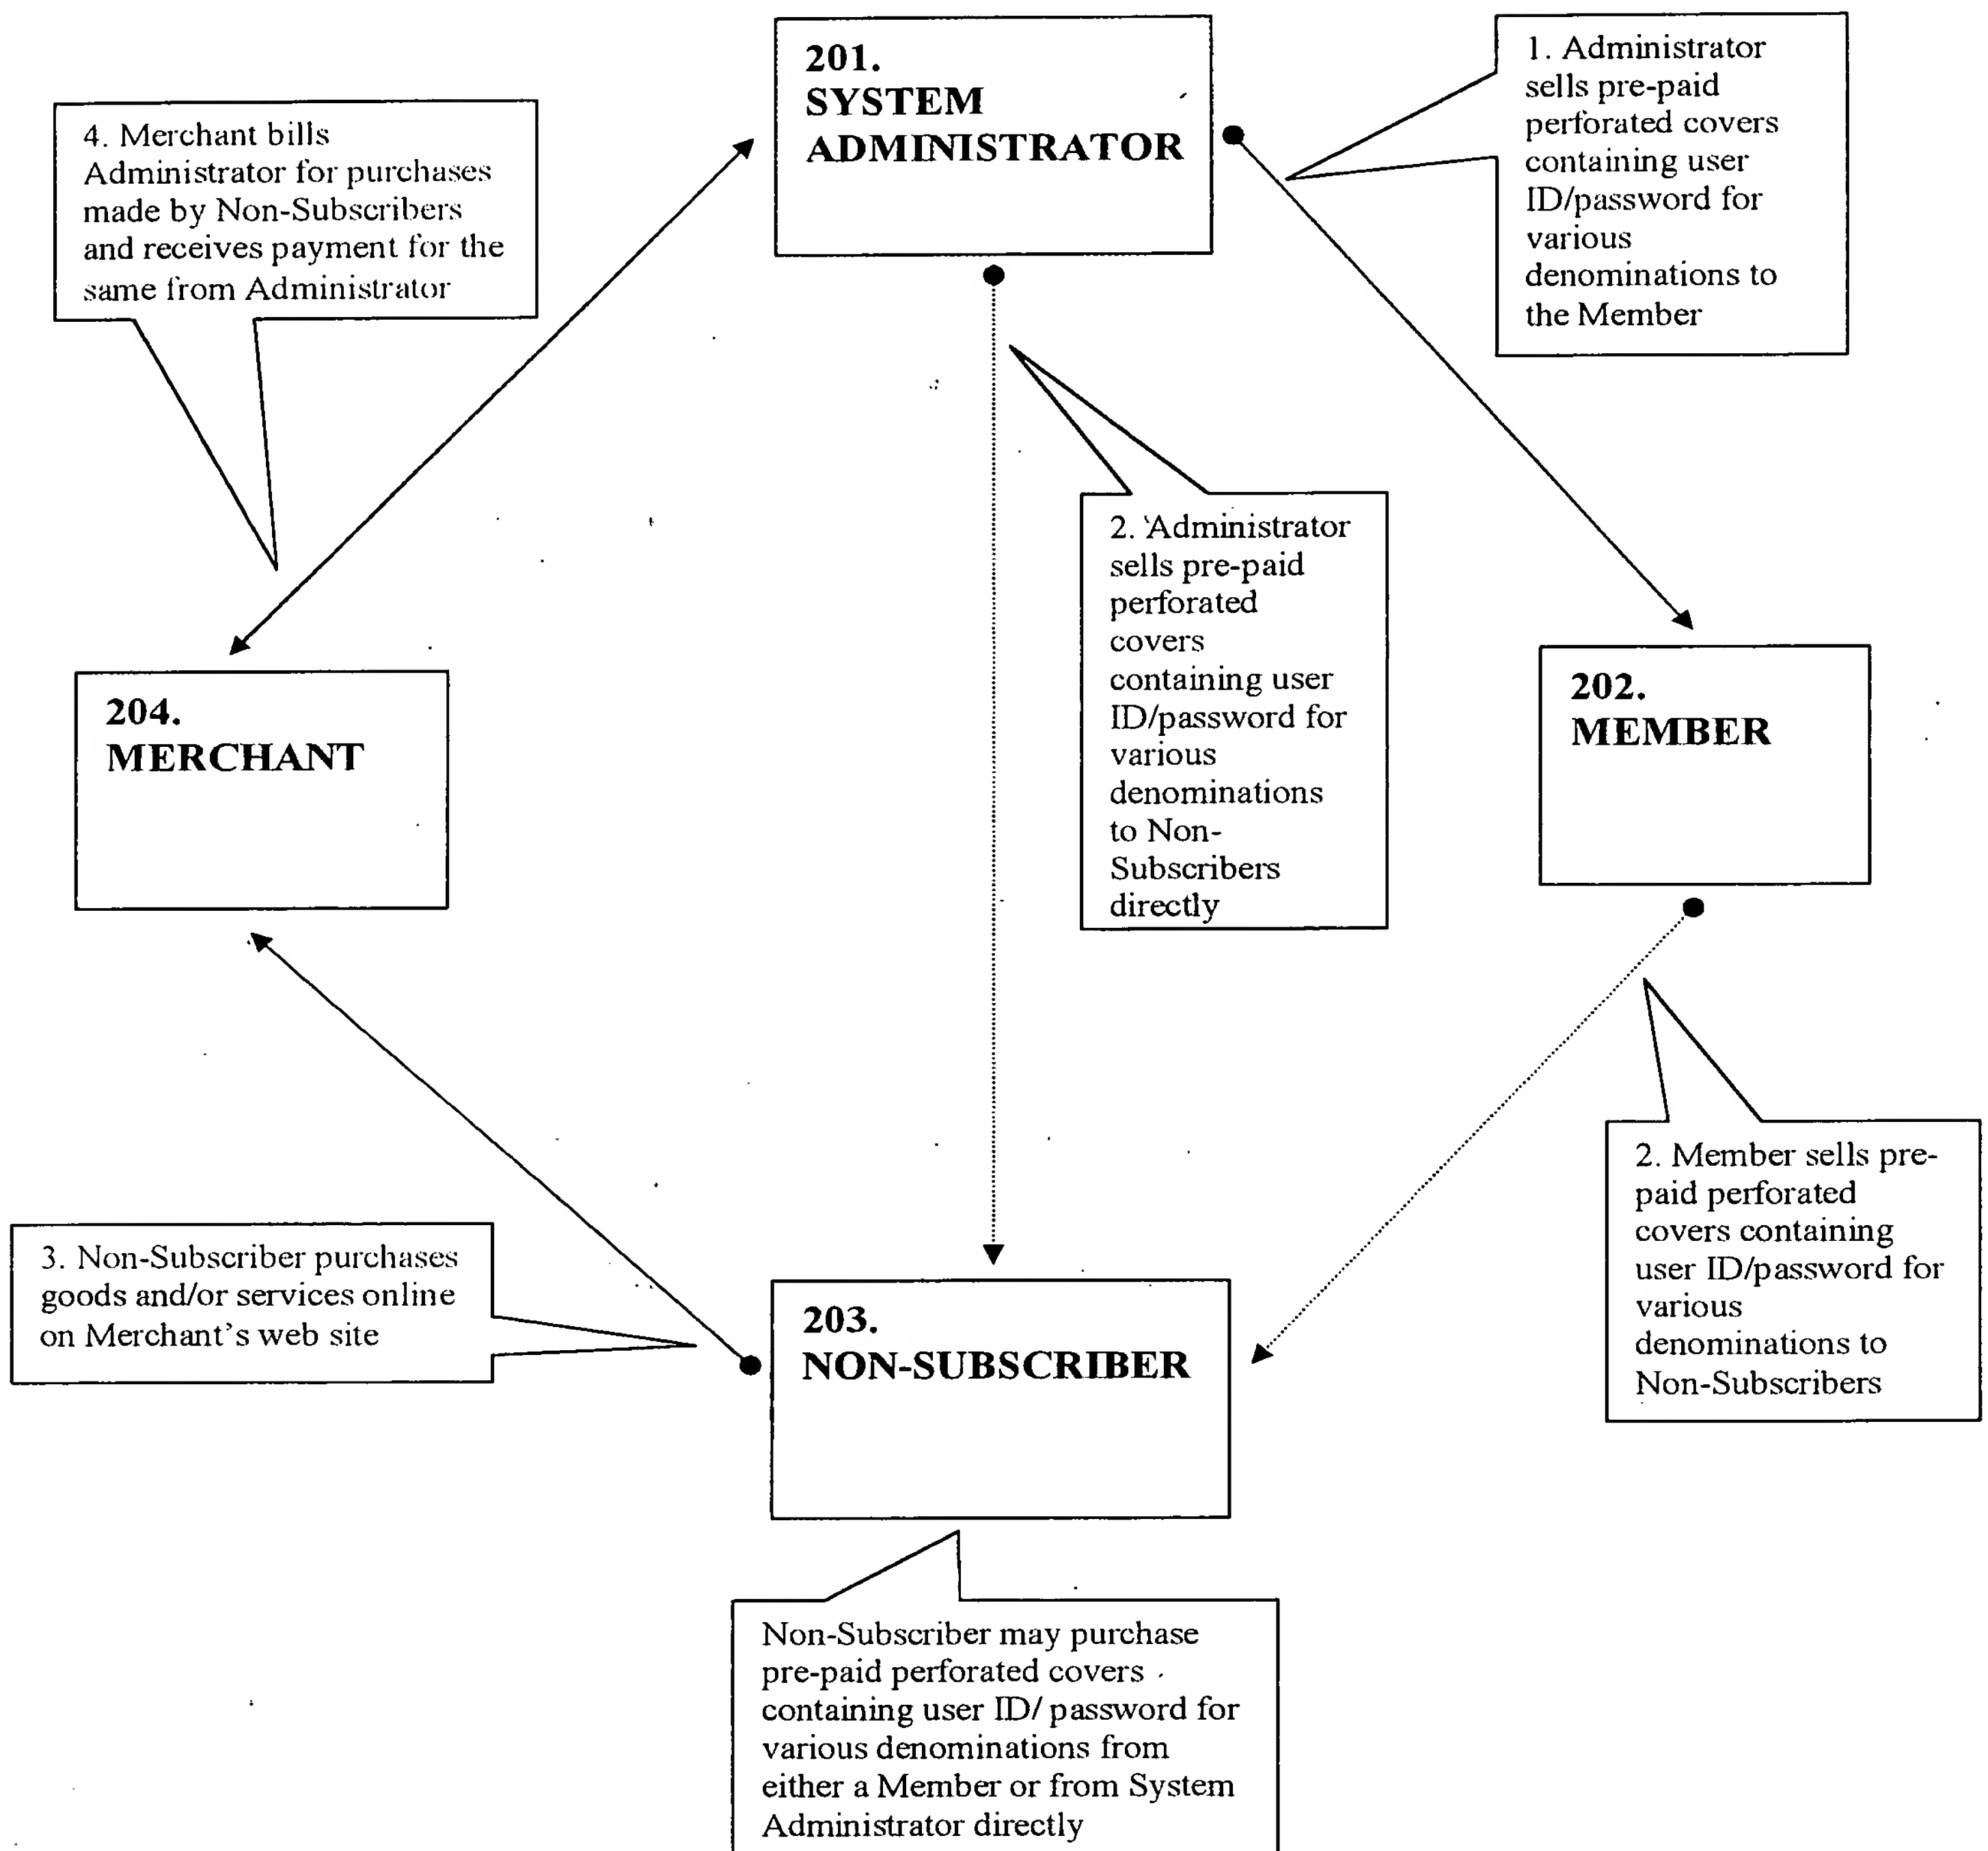 201.
SYSTEM
ADMINISTRATOR
1. Administrator
sells pre-paid
perforated covers
containing user
ID/password for
various
denominations to
the Member
4. Merchant bills
Administrator for purchases
made by Non-Subscribers
and receives payment for the
same from Administrator
2. Administrator
sells pre-paid
perforated
covers
containing user
ID/password for
various
denominations
to Non-
Subscribers
directly
204.
MERCHANT
202.
MEMBER
2. Member sells pre-
paid perforated
covers containing
user ID/password for
various
denominations to
Non-Subscribers
3. Non-Subscriber purchases
goods and/or services online
on Merchant's web site
203.
NON-SUBSCRIBER
Non-Subscriber may purchase
pre-paid perforated covers
containing user ID/ password for
various denominations from
either a Member or from System
Administrator directly